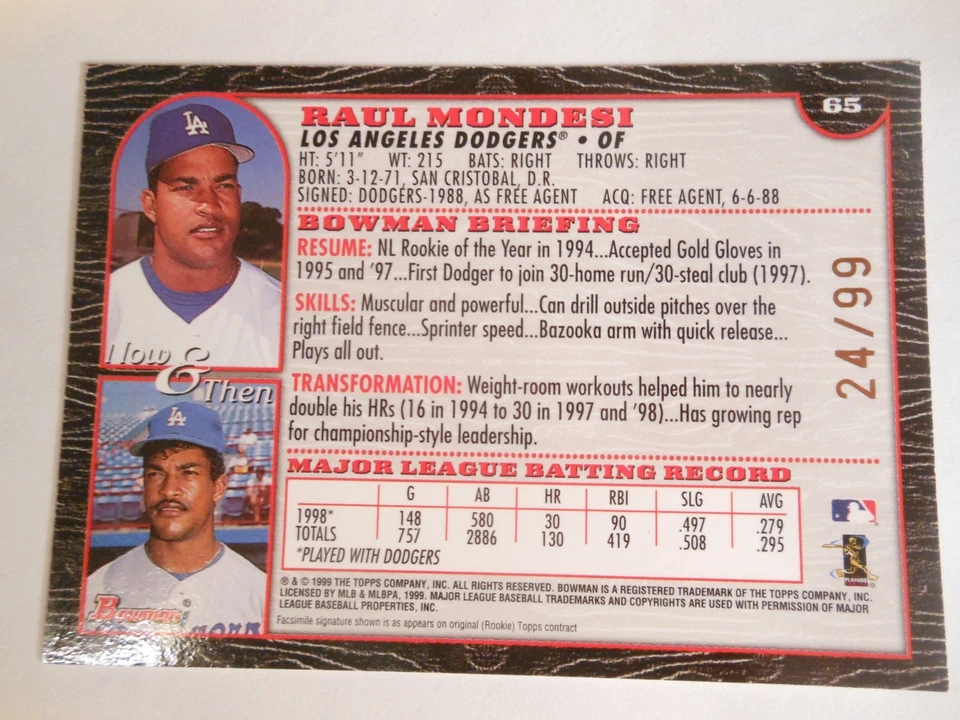 65
RAUL MONDESI
LOS ANGELES DODGERS® • OF
HT: 5'11" WT: 215 BATS: RIGHT THROWS: RIGHT
BORN: 3-12-71, SAN CRISTOBAL, D.R.
SIGNED: DODGERS-1988, AS FREE AGENT ACQ: FREE AGENT, 6-6-88
BOWMAN BRIEFING
RESUME: NL Rookie of the Year in 1994...Accepted Gold Gloves in
1995 and '97...First Dodger to join 30-home run/30-steal club (1997).
SKILLS: Muscular and powerful...Can drill outside pitches over the
right field fence...Sprinter speed...Bazooka arm with quick release...
Plays all out.
TRANSFORMATION: Weight-room workouts helped him to nearly
double his HRs (16 in 1994 to 30 in 1997 and '98)...Has growing rep
for championship-style leadership.
24/99
LA
Now & Then
LA
Bowman®
MAJOR LEAGUE BATTING RECORD
G AB HR RBI SLG AVG
1998* 148 580 30 90 .497 .279
TOTALS 757 2886 130 419 .508 .295
*PLAYED WITH DODGERS
PLAYERS
® & © 1999 THE TOPPS COMPANY, INC. ALL RIGHTS RESERVED. BOWMAN IS A REGISTERED TRADEMARK OF THE TOPPS COMPANY, INC.
LICENSED BY MLB & MLBPA, 1999. MAJOR LEAGUE BASEBALL TRADEMARKS AND COPYRIGHTS ARE USED WITH PERMISSION OF MAJOR
LEAGUE BASEBALL PROPERTIES, INC.
Facsimile signature shown is as appears on original (Rookie) Topps contract